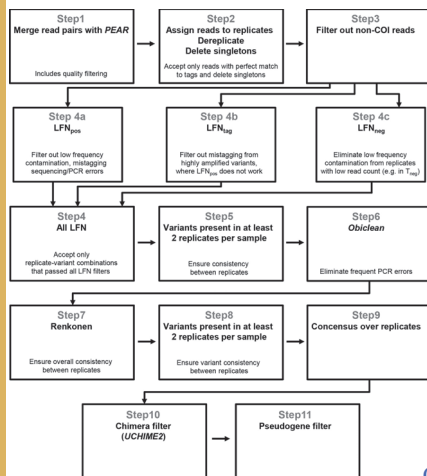 Step1
Merge read pairs with PEAR
Includes quality filtering
Step2
Assign reads to replicates
Dereplicate
Delete singletons
Accept only reads with perfect match
to tags and delete singletons
Step3
Filter out non-COI reads
Step 4a
LFNpos
Filter out low frequency
contamination, mistagging
sequencing/PCR errors
Step 4b
LFNtag
Filter out mistagging from
highly amplified variants,
where LFNpos does not work
Step 4c
LFNneg
Eliminate low frequency
contamination from replicates
with low read count (e.g. in Tneg)
Step4
All LFN
Accept only
replicate-variant combinations
that passed all LFN filters
Step5
Variants present in at least
2 replicates per sample
Ensure consistency
between replicates
Step6
Obiclean
Eliminate frequent PCR errors
Step7
Renkonen
Ensure overall consistency
between replicates
Step8
Variants present in at least
2 replicates per sample
Ensure variant consistency
between replicates
Step9
Concensus over replicates
Step10
Chimera filter
(UCHIME2)
Step11
Pseudogene filter